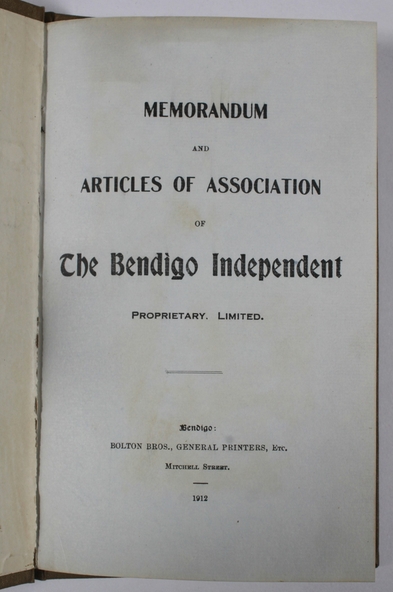 MEMORANDUM
AND
ARTICLES OF ASSOCIATION
OF
The Bendigo Independent
PROPRIETARY. LIMITED.
Bendigo:
BOLTON BROS., GENERAL PRINTERS, ETC.
MITCHELL STREET.
1912